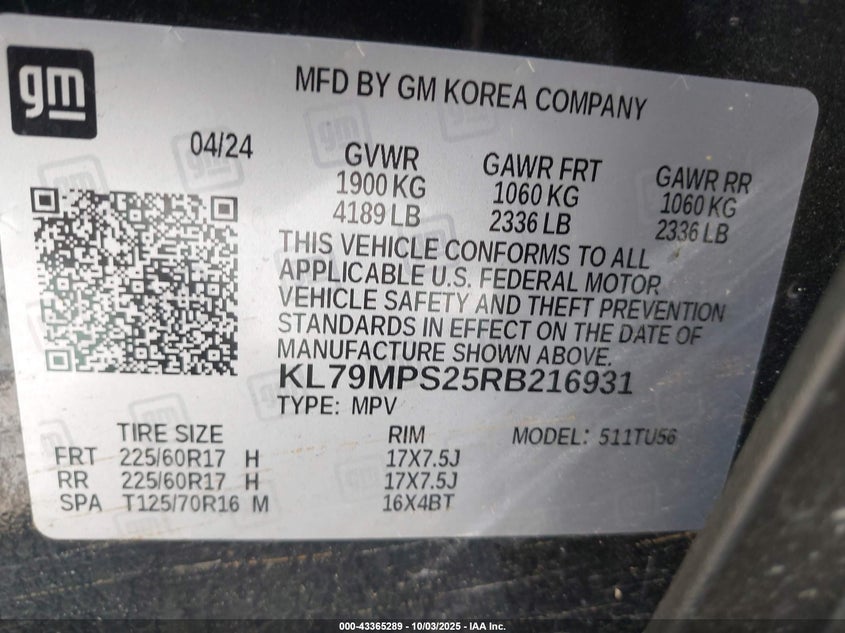 gm
MFD BY GM KOREA COMPANY
04/24
GVWR
1900 KG
4189 LB
GAWR FRT
1060 KG
2336 LB
GAWR RR
1060 KG
2336 LB
THIS VEHICLE CONFORMS TO ALL
APPLICABLE U.S. FEDERAL MOTOR
VEHICLE SAFETY AND THEFT PREVENTION
STANDARDS IN EFFECT ON THE DATE OF
MANUFACTURE SHOWN ABOVE.
KL79MPS25RB216931
TYPE: MPV
TIRE SIZE RIM MODEL: 511TU56
FRT 225/60R17 H 17X7.5J
RR 225/60R17 H 17X7.5J
SPA T125/70R16 M 16X4BT
000-43365289 - 10/03/2025 - IAA Inc.